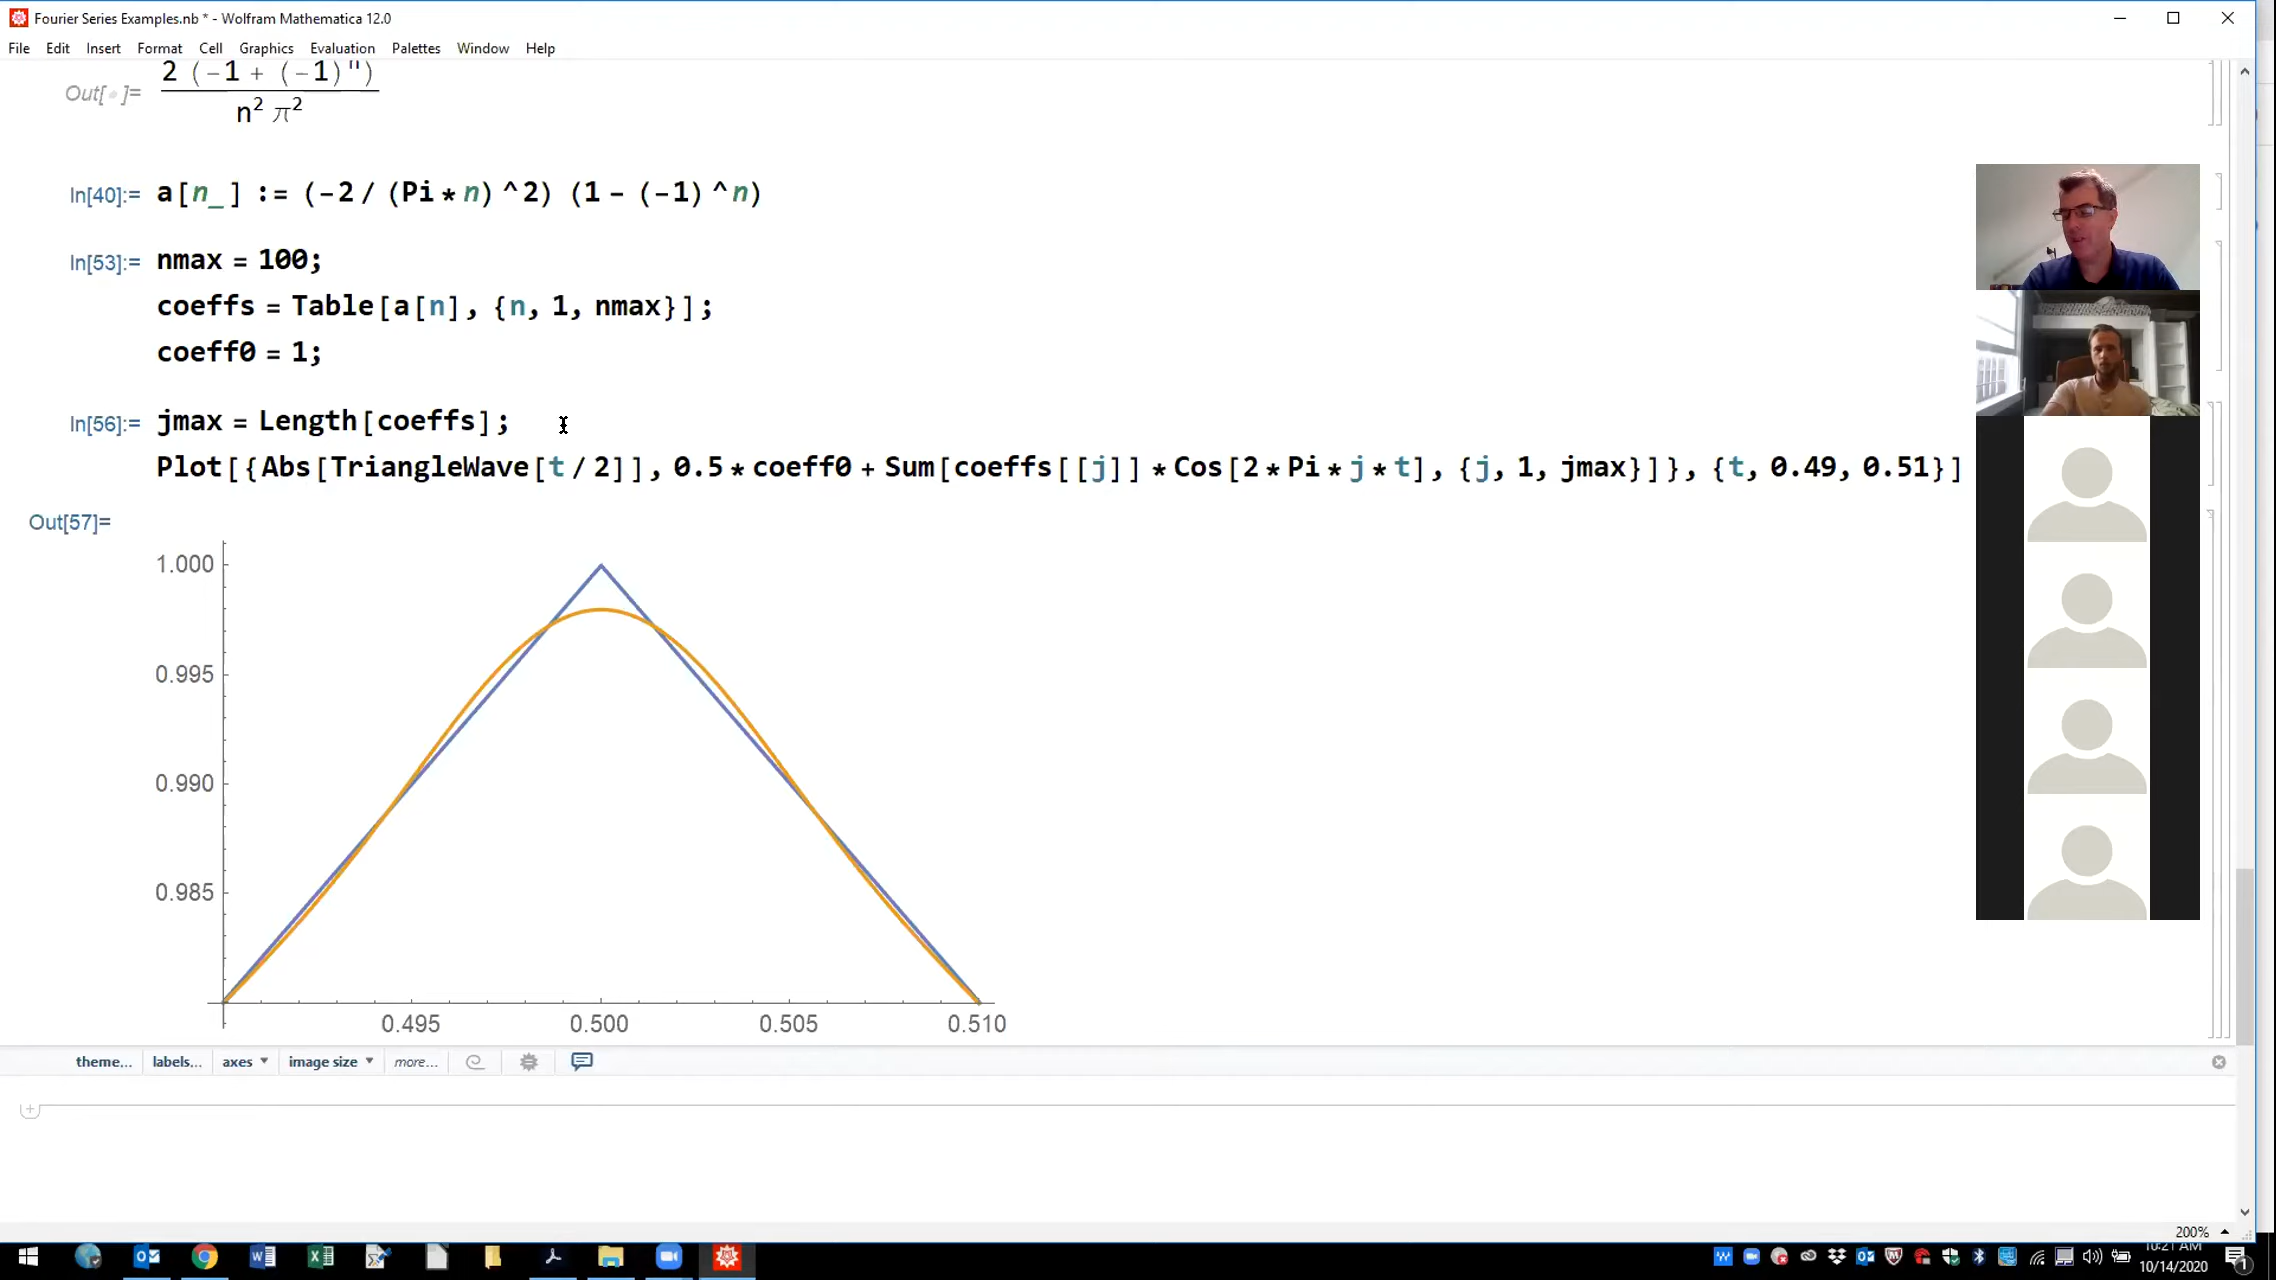 Fourier Series Examples.nb * - Wolfram Mathematica 12.0
File Edit Insert Format Cell Graphics Evaluation Palettes Window Help
2 (-1 + (-1)ⁿ)
Out[•]=
n² π²
In[40]:= a[n_] := (-2 / (Pi * n) ^2) (1 - (-1) ^n)
In[53]:= nmax = 100;
coeffs = Table[a[n], {n, 1, nmax}];
coeff0 = 1;
In[56]:= jmax = Length[coeffs];
Plot[{Abs[TriangleWave[t / 2]], 0.5 * coeff0 + Sum[coeffs[[j]] * Cos[2 * Pi * j * t], {j, 1, jmax}]}, {t, 0.49, 0.51}]
Out[57]=
1.000
0.995
0.990
0.985
0.495 0.500 0.505 0.510
theme... labels... axes image size more...
200%
10:21 AM
10/14/2020
1